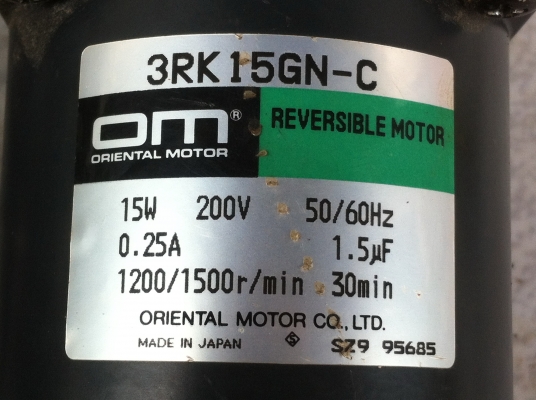 3RK15GN-C
om®
ORIENTAL MOTOR
REVERSIBLE MOTOR
15W 200V 50/60Hz
0.25A 1.5µF
1200/1500r/min 30min
ORIENTAL MOTOR CO., LTD.
MADE IN JAPAN S SZ9 95685